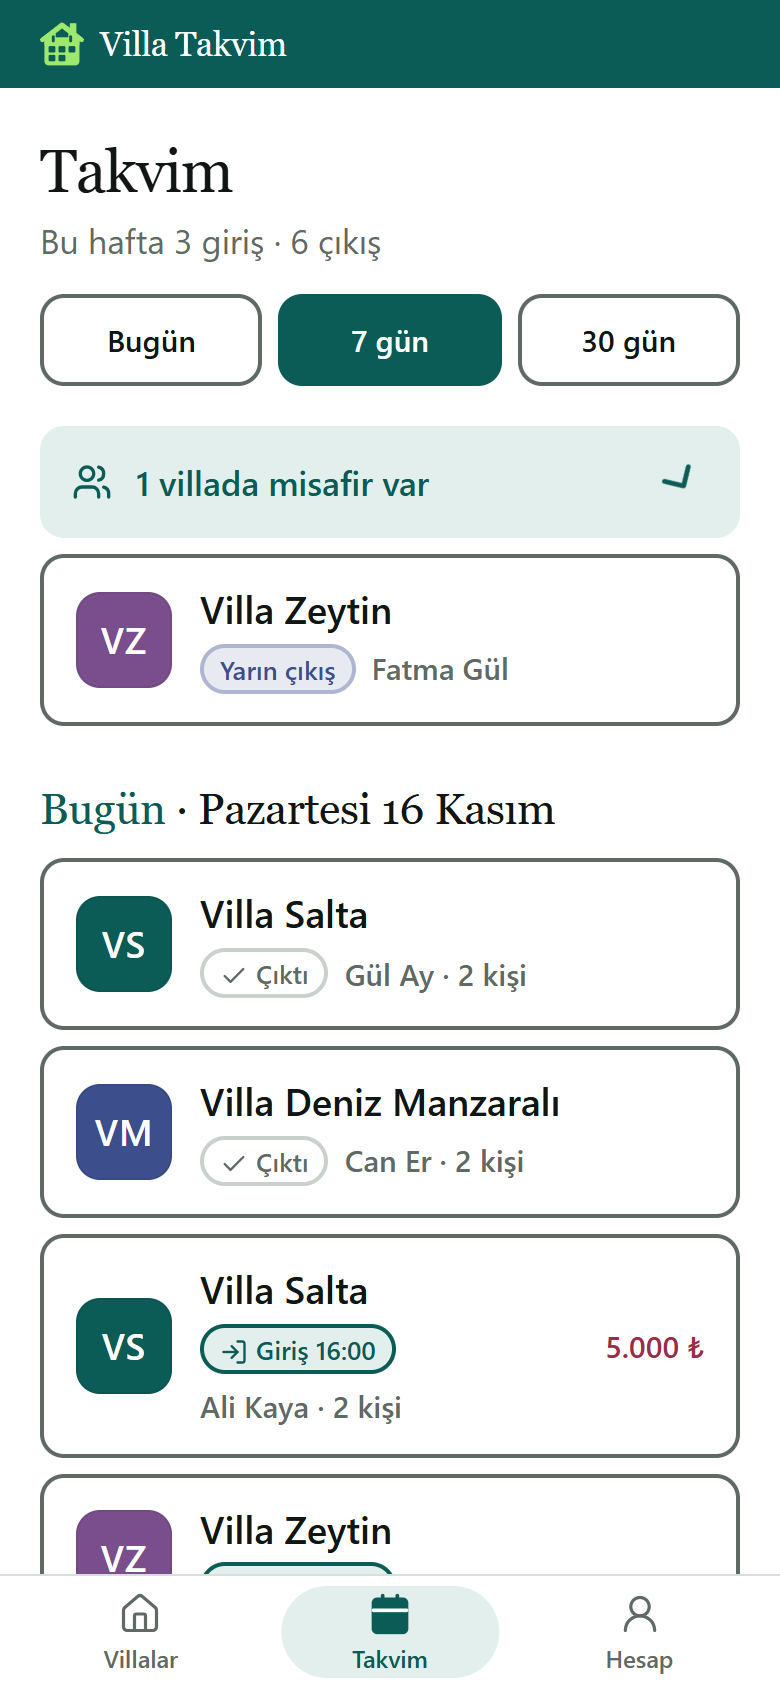 Villa Takvim
Takvim
Bu hafta 3 giriş · 6 çıkış
Bugün
7 gün
30 gün
1 villada misafir var
VZ
Villa Zeytin
Yarın çıkış
Fatma Gül
Bugün · Pazartesi 16 Kasım
VS
Villa Salta
Çıktı
Gül Ay · 2 kişi
VM
Villa Deniz Manzaralı
Çıktı
Can Er · 2 kişi
VS
Villa Salta
Giriş 16:00
5.000 ₺
Ali Kaya · 2 kişi
VZ
Villa Zeytin
Villalar
Takvim
Hesap